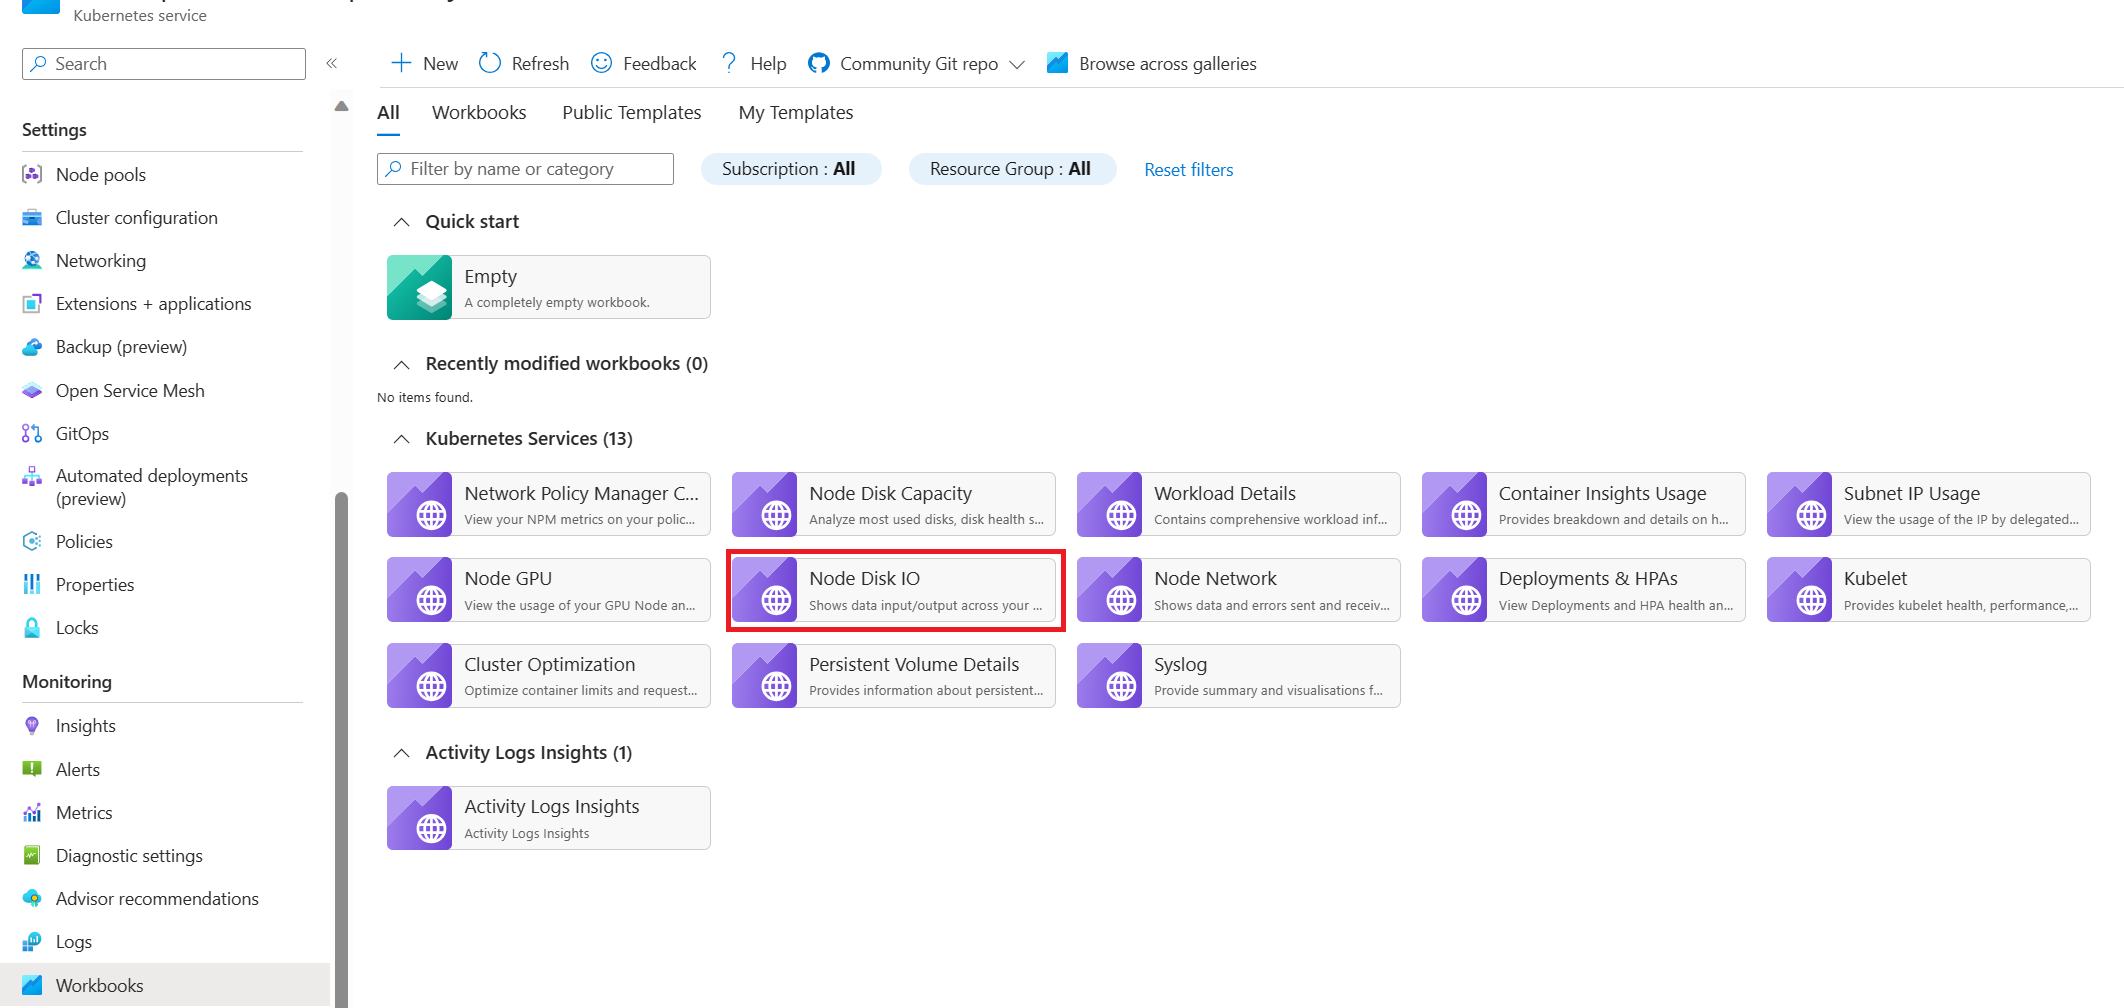 Kubernetes service
Search
«
New
Refresh
Feedback
Help
Community Git repo
Browse across galleries
Settings
Node pools
Cluster configuration
Networking
Extensions + applications
Backup (preview)
Open Service Mesh
GitOps
Automated deployments
(preview)
Policies
Properties
Locks
Monitoring
Insights
Alerts
Metrics
Diagnostic settings
Advisor recommendations
Logs
Workbooks
All
Workbooks
Public Templates
My Templates
Filter by name or category
Subscription : All
Resource Group : All
Reset filters
Quick start
Empty
A completely empty workbook.
Recently modified workbooks (0)
No items found.
Kubernetes Services (13)
Network Policy Manager C...
View your NPM metrics on your polic...
Node Disk Capacity
Analyze most used disks, disk health s...
Workload Details
Contains comprehensive workload inf...
Container Insights Usage
Provides breakdown and details on h...
Subnet IP Usage
View the usage of the IP by delegated...
Node GPU
View the usage of your GPU Node an...
Node Disk IO
Shows data input/output across your ...
Node Network
Shows data and errors sent and receiv...
Deployments & HPAs
View Deployments and HPA health an...
Kubelet
Provides kubelet health, performance,...
Cluster Optimization
Optimize container limits and request...
Persistent Volume Details
Provides information about persistent...
Syslog
Provide summary and visualisations f...
Activity Logs Insights (1)
Activity Logs Insights
Activity Logs Insights